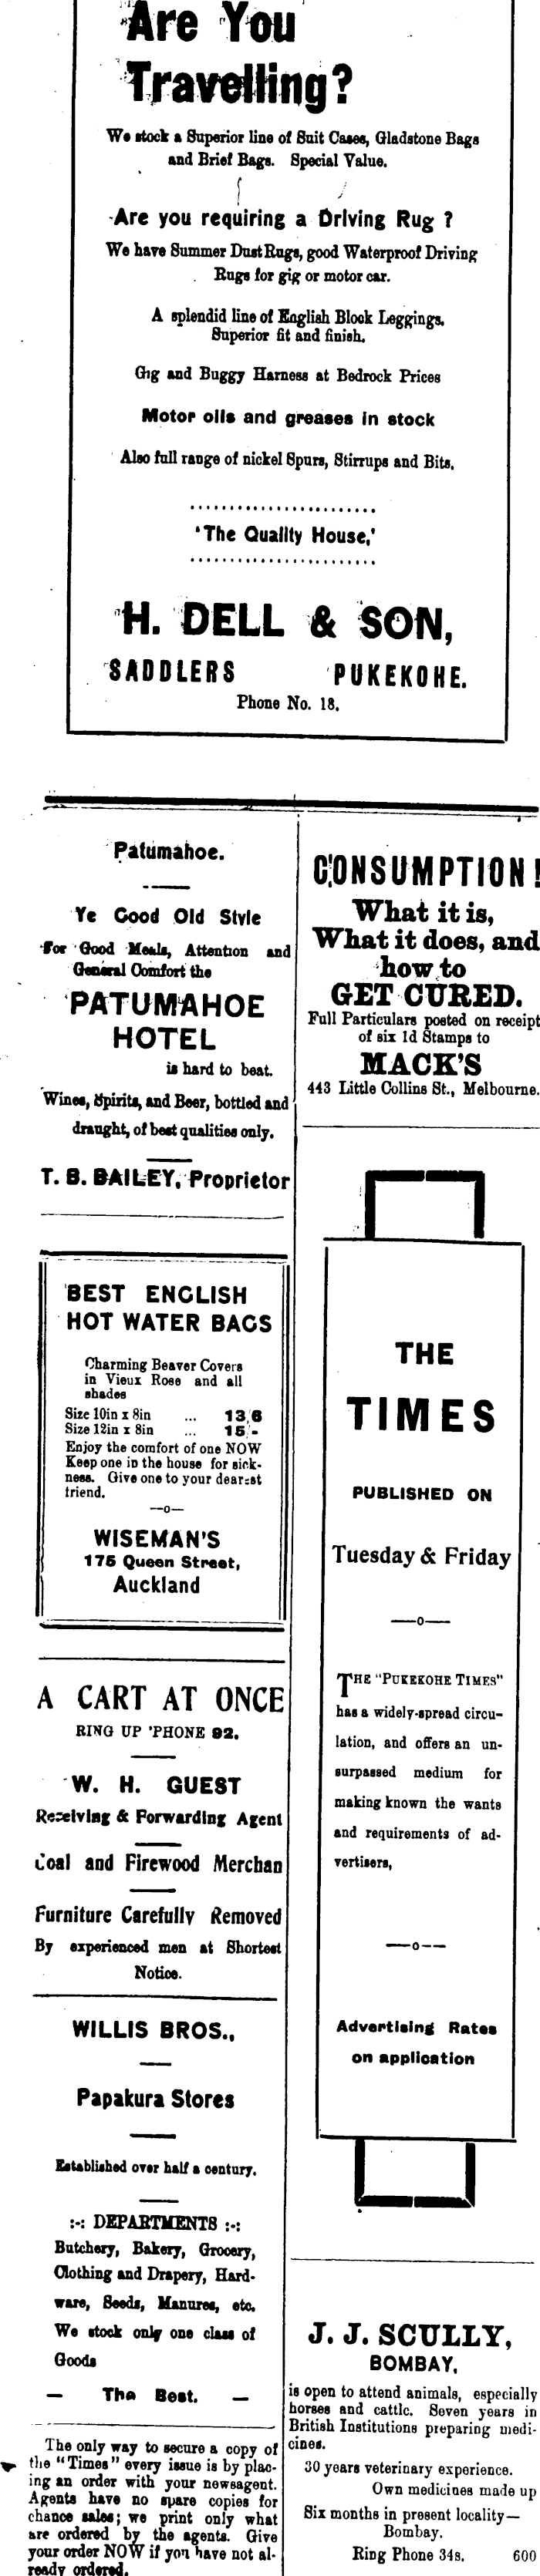 Are You
Travelling?
We stock a Superior line of Suit Cases, Gladstone Bags
and Brief Bags. Special Value.
Are you requiring a Driving Rug ?
We have Summer Dust Rugs, good Waterproof Driving
Rugs for gig or motor car.
A splendid line of English Block Leggings.
Superior fit and finish.
Gig and Buggy Harness at Bedrock Prices
Motor oils and greases in stock
Also full range of nickel Spurs, Stirrups and Bits.
'The Quality House,'
H. DELL & SON,
SADDLERS PUKEKOHE.
Phone No. 18.
Patumahoe.
Ye Good Old Style
For Good Meals, Attention and
General Comfort the
PATUMAHOE
HOTEL
is hard to beat.
Wines, Spirits, and Beer, bottled and
draught, of best qualities only.
T. B. BAILEY, Proprietor
BEST ENGLISH
HOT WATER BAGS
Charming Beaver Covers
in Vieux Rose and all
shades
Size 10in x 8in ... 13/6
Size 12in x 8in ... 15/-
Enjoy the comfort of one NOW
Keep one in the house for sick-
ness. Give one to your dearest
friend.
—o—
WISEMAN'S
175 Queen Street,
Auckland
A CART AT ONCE
RING UP 'PHONE 92.
W. H. GUEST
Receiving & Forwarding Agent
Coal and Firewood Merchan
Furniture Carefully Removed
By experienced men at Shortest
Notice.
WILLIS BROS.,
Papakura Stores
Established over half a century.
:-: DEPARTMENTS :-:
Butchery, Bakery, Grocery,
Clothing and Drapery, Hard-
ware, Seeds, Manures, etc.
We stock only one class of
Goods
— The Best. —
The only way to secure a copy of
the "Times" every issue is by plac-
ing an order with your newsagent.
Agents have no spare copies for
chance sales; we print only what
are ordered by the agents. Give
your order NOW if you have not al-
ready ordered.
CONSUMPTION!
What it is,
What it does, and
how to
GET CURED.
Full Particulars posted on receipt
of six 1d Stamps to
MACK'S
443 Little Collins St., Melbourne.
THE
TIMES
PUBLISHED ON
Tuesday & Friday
—o—
THE "PUKEKOHE TIMES"
has a widely-spread circu-
lation, and offers an un-
surpassed medium for
making known the wants
and requirements of ad-
vertisers,
—o—
Advertising Rates
on application
J. J. SCULLY,
BOMBAY,
is open to attend animals, especially
horses and cattle. Seven years in
British Institutions preparing medi-
cines.
30 years veterinary experience.
Own medicines made up
Six months in present locality—
Bombay.
Ring Phone 34s. 600